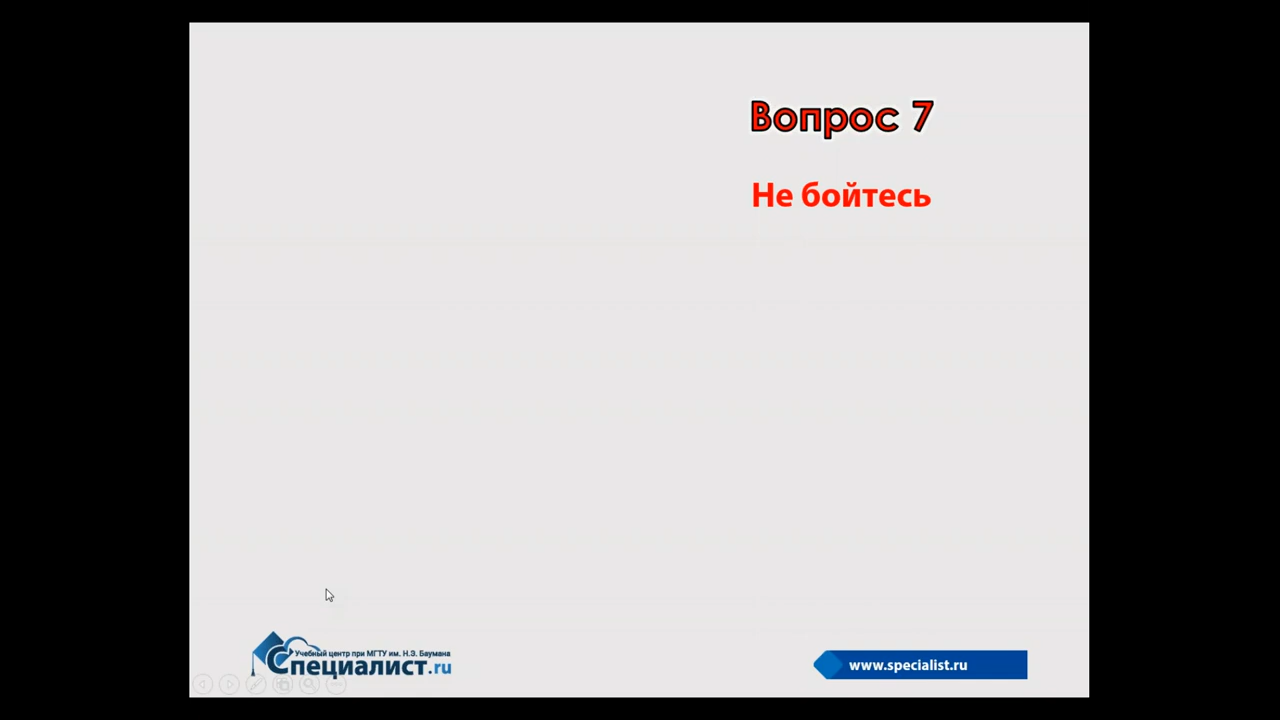 Вопрос 7
Не бойтесь
Учебный центр при МГТУ им. Н.Э. Баумана
Специалист.ru
www.specialist.ru